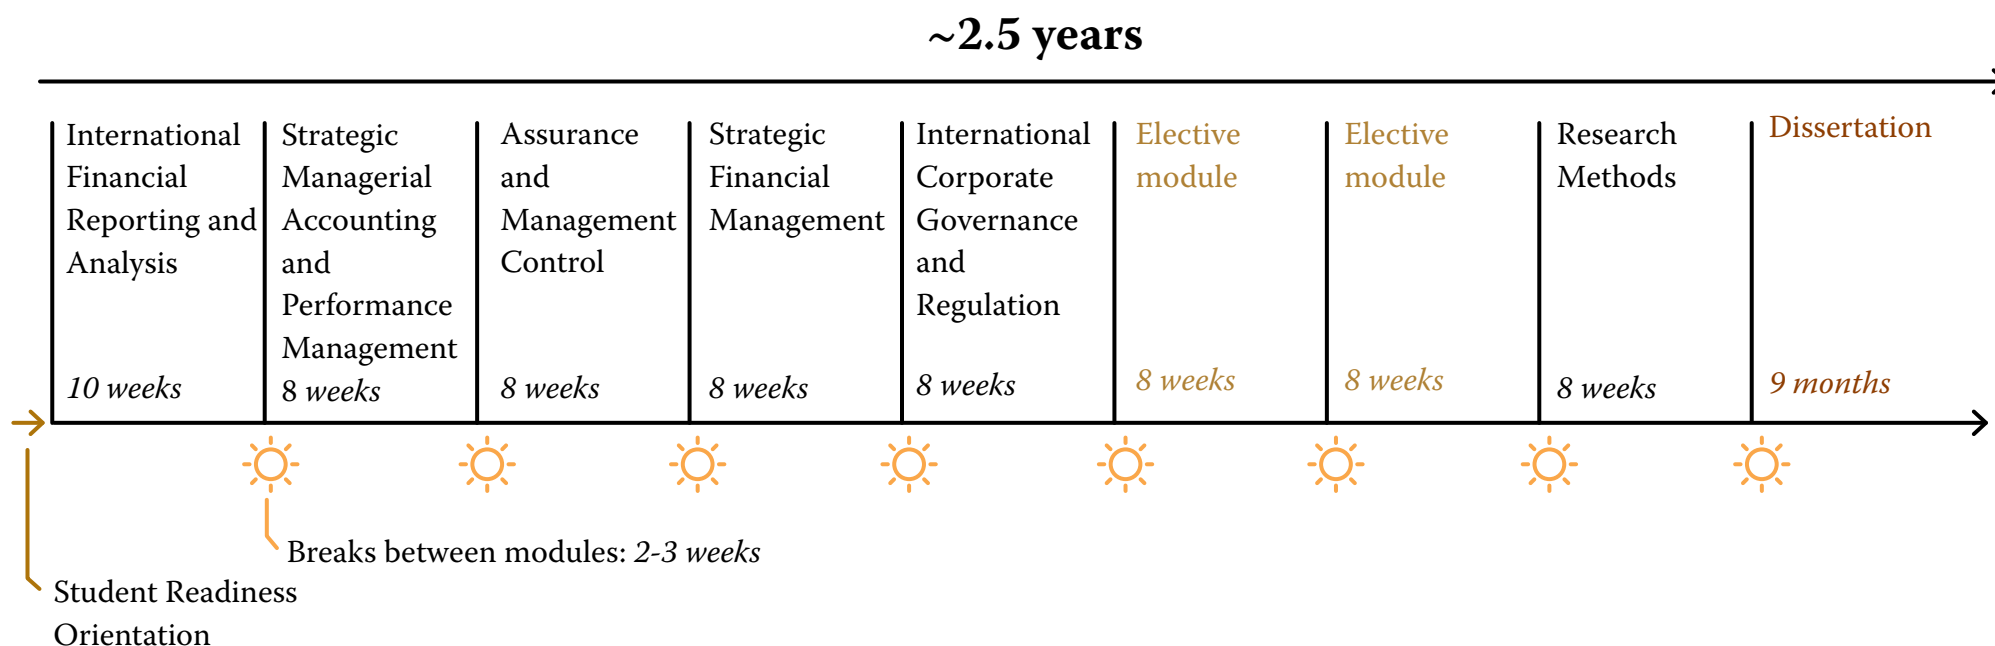 ~2.5 years
International
Financial
Reporting and
Analysis
10 weeks
Strategic
Managerial
Accounting
and
Performance
Management
8 weeks
Assurance
and
Management
Control
8 weeks
Strategic
Financial
Management
8 weeks
International
Corporate
Governance
and
Regulation
8 weeks
Elective
module
8 weeks
Elective
module
8 weeks
Research
Methods
8 weeks
Dissertation
9 months
Breaks between modules: 2-3 weeks
Student Readiness
Orientation